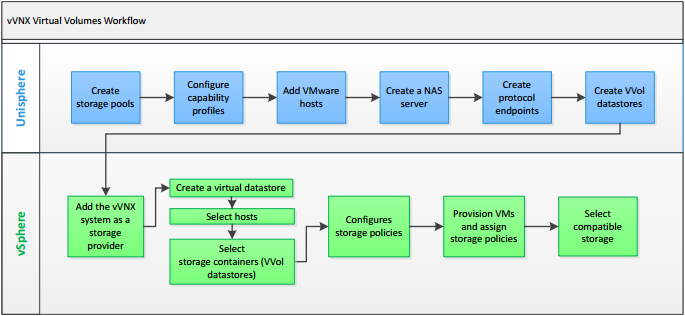 vVNX Virtual Volumes Workflow
Unisphere
Create
storage pools
Configure
capability
profiles
Add VMware
hosts
Create a NAS
server
Create
protocol
endpoints
Create VVol
datastores
vSphere
Add the vVNX
system as a
storage
provider
Create a virtual datastore
Select hosts
Select
storage containers (VVol
datastores)
Configures
storage policies
Provision VMs
and assign
storage policies
Select
compatible
storage